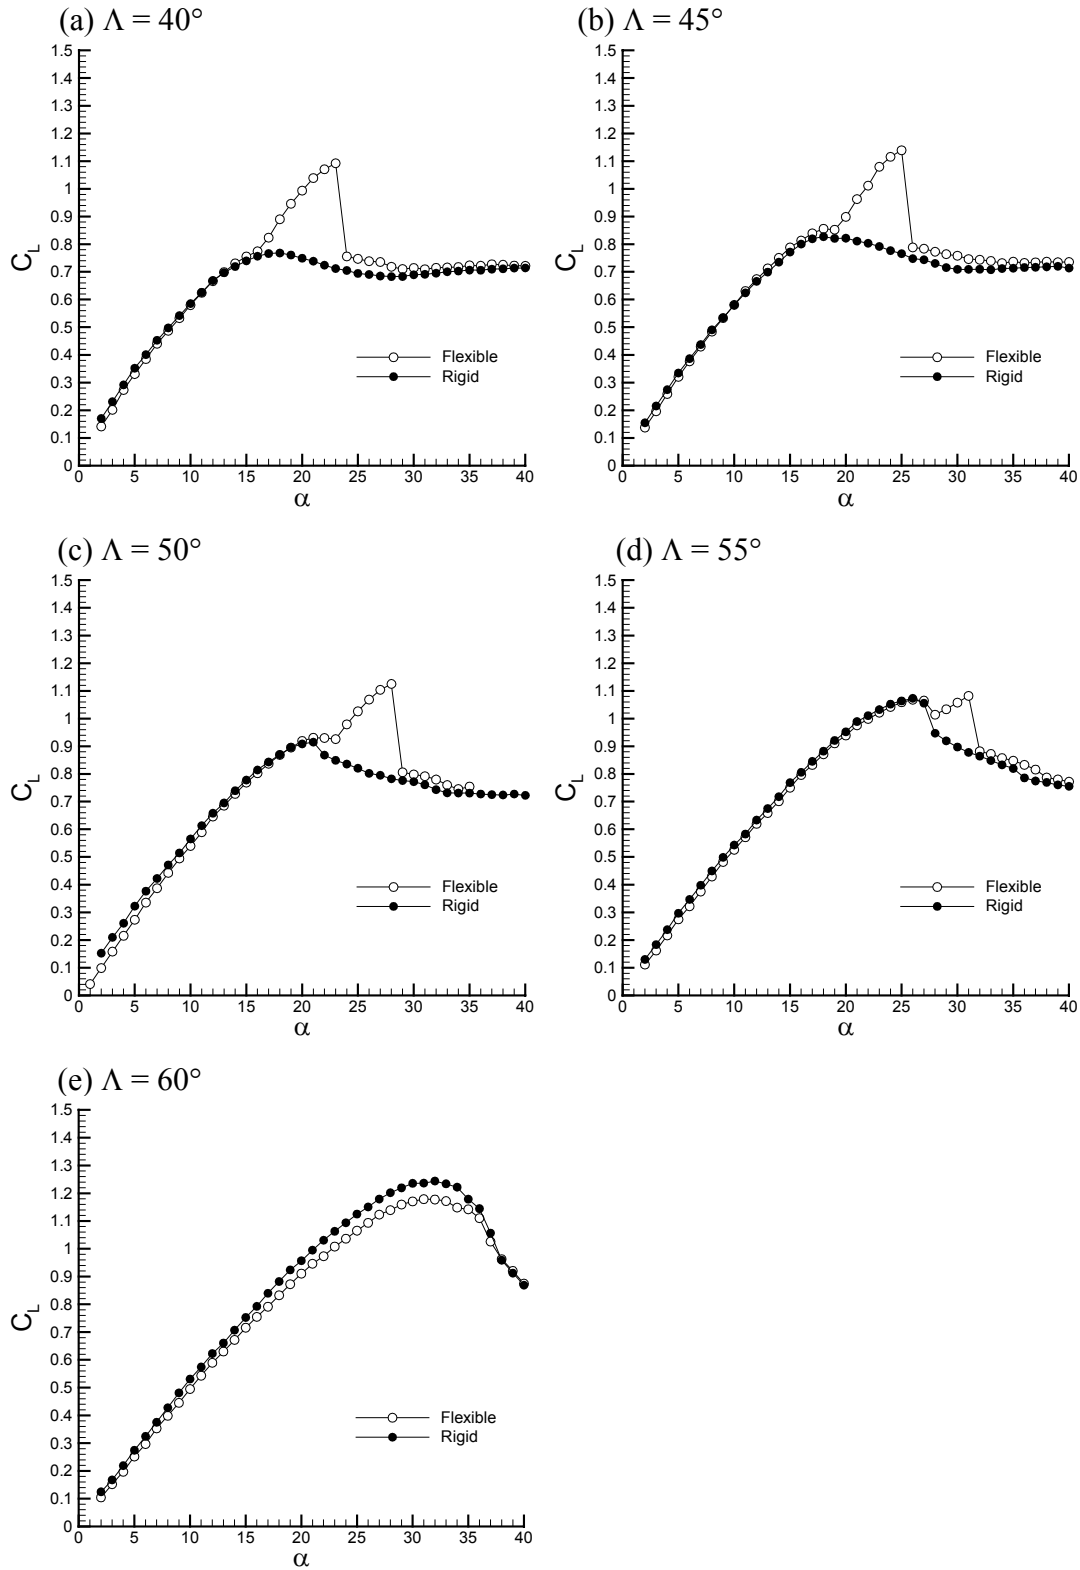 (a) Λ = 40°
1.5
1.4
1.3
1.2
1.1
1
0.9
0.8
0.7
0.6
0.5
0.4
0.3
0.2
0.1
0
C_L
0 5 10 15 20 25 30 35 40
α
Flexible
Rigid
(b) Λ = 45°
1.5
1.4
1.3
1.2
1.1
1
0.9
0.8
0.7
0.6
0.5
0.4
0.3
0.2
0.1
0
C_L
0 5 10 15 20 25 30 35 40
α
Flexible
Rigid
(c) Λ = 50°
1.5
1.4
1.3
1.2
1.1
1
0.9
0.8
0.7
0.6
0.5
0.4
0.3
0.2
0.1
0
C_L
0 5 10 15 20 25 30 35 40
α
Flexible
Rigid
(d) Λ = 55°
1.5
1.4
1.3
1.2
1.1
1
0.9
0.8
0.7
0.6
0.5
0.4
0.3
0.2
0.1
0
C_L
0 5 10 15 20 25 30 35 40
α
Flexible
Rigid
(e) Λ = 60°
1.5
1.4
1.3
1.2
1.1
1
0.9
0.8
0.7
0.6
0.5
0.4
0.3
0.2
0.1
0
C_L
0 5 10 15 20 25 30 35 40
α
Flexible
Rigid